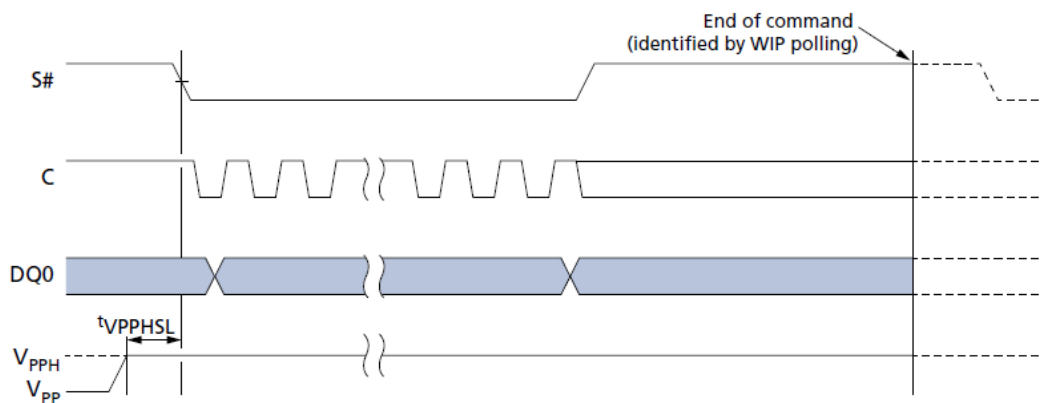 End of command
(identified by WIP polling)
S#
C
DQ0
tVPPHSL
VPPH
VPP